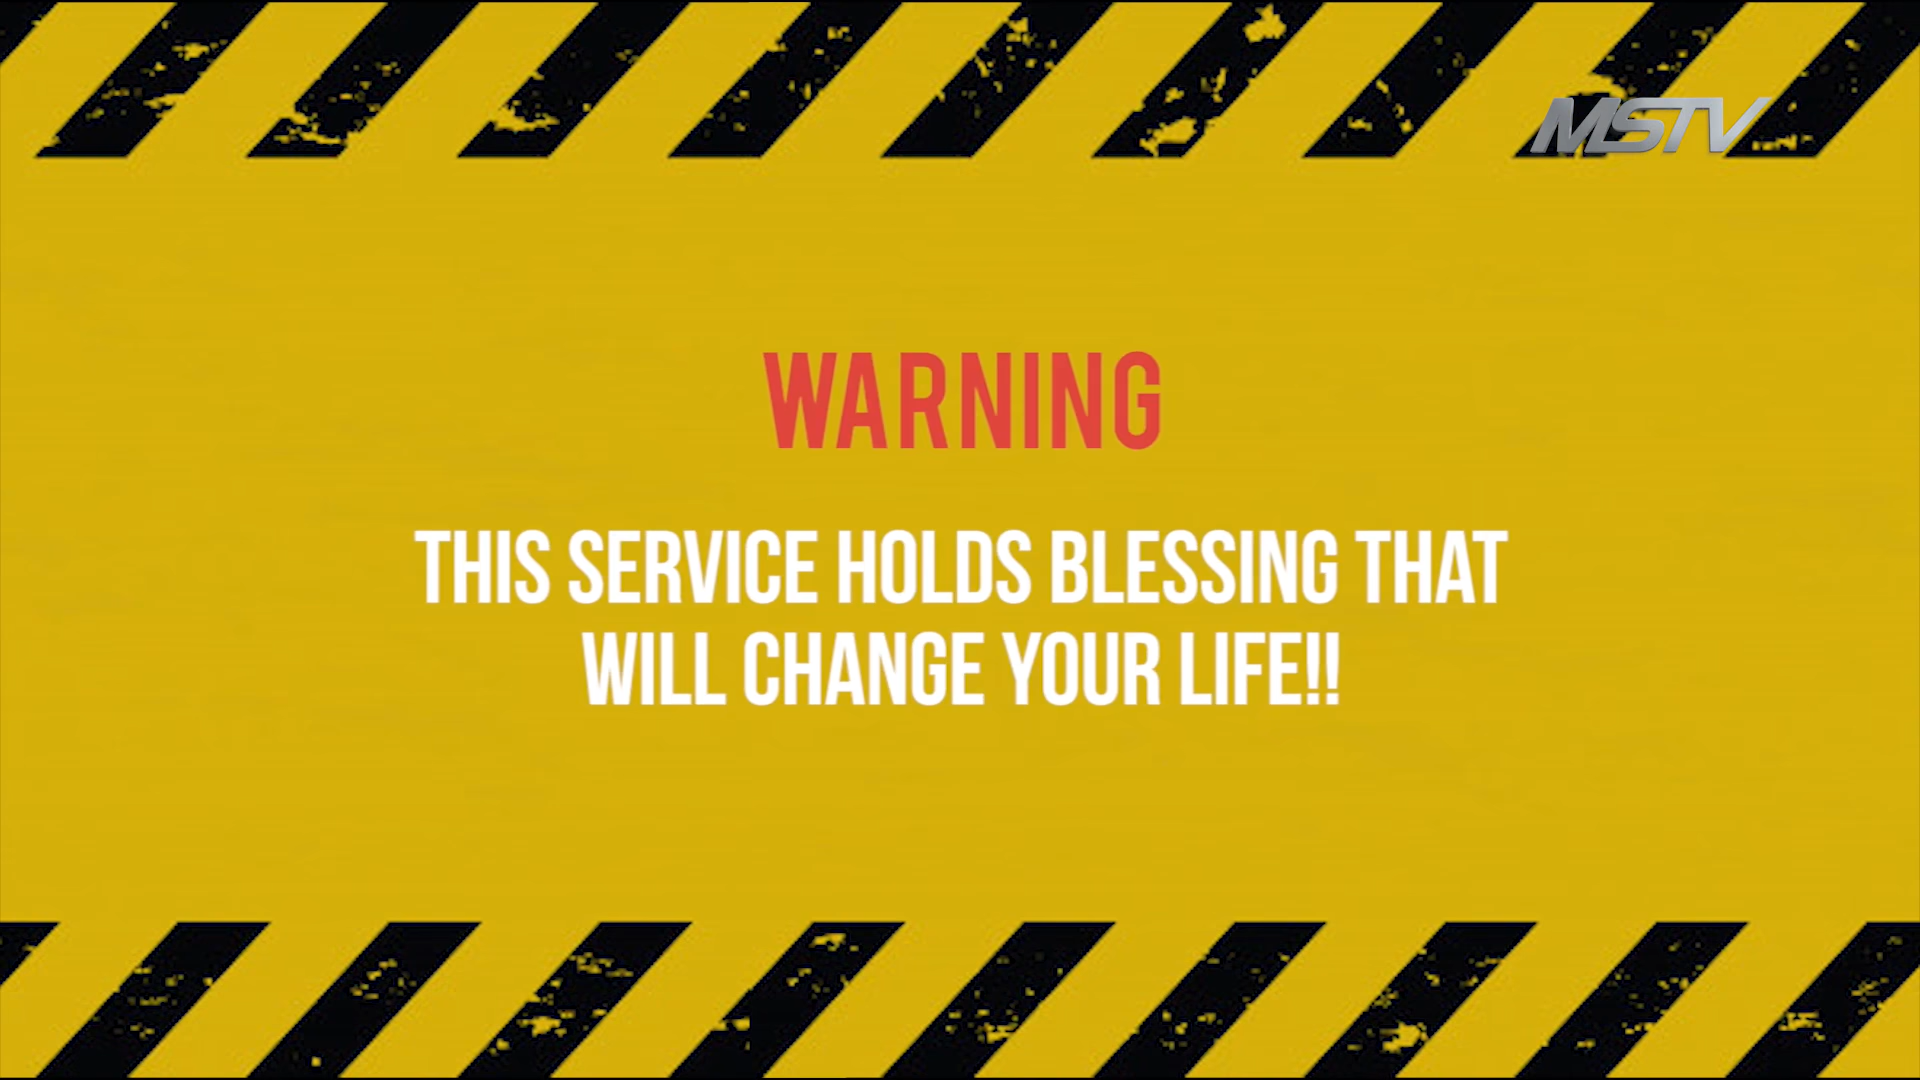 MSTV
WARNING
THIS SERVICE HOLDS BLESSING THAT
WILL CHANGE YOUR LIFE!!